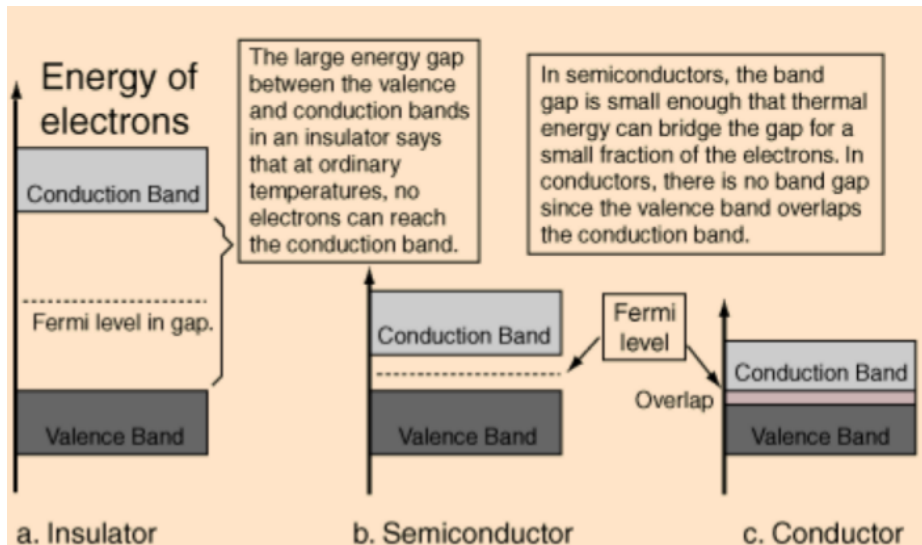 Energy of
electrons
The large energy gap
between the valence
and conduction bands
in an insulator says
that at ordinary
temperatures, no
electrons can reach
the conduction band.
In semiconductors, the band
gap is small enough that thermal
energy can bridge the gap for a
small fraction of the electrons. In
conductors, there is no band gap
since the valence band overlaps
the conduction band.
Conduction Band
Fermi level in gap.
Valence Band
a. Insulator
Conduction Band
Valence Band
b. Semiconductor
Fermi
level
Conduction Band
Overlap
Valence Band
c. Conductor